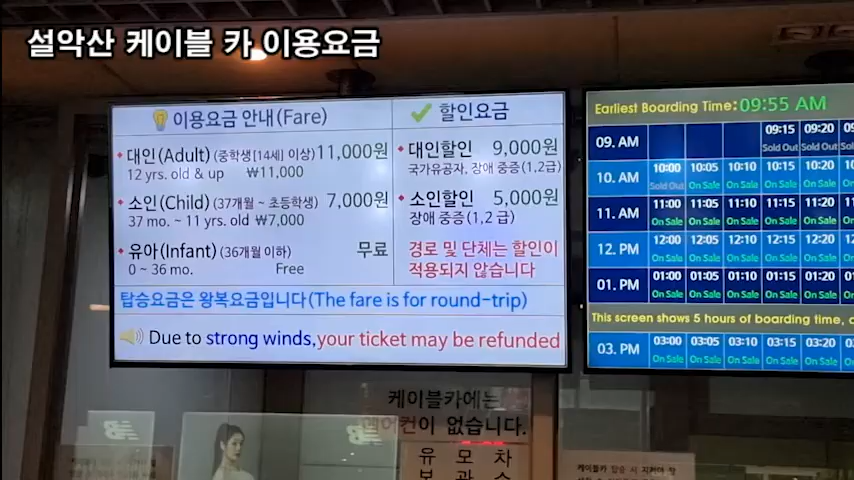 설악산 케이블 카 이용요금
이용요금 안내(Fare)
대인(Adult) (중학생[14세] 이상) 11,000원
12 yrs. old & up ₩11,000
소인(Child) (37개월 ~ 초등학생) 7,000원
37 mo. ~ 11 yrs. old ₩7,000
유아(Infant) (36개월 이하) 무료
0 ~ 36 mo. Free
할인요금
대인할인 9,000원
국가유공자, 장애 중증(1,2급)
소인할인 5,000원
장애 중증(1,2 급)
경로 및 단체는 할인이
적용되지 않습니다
탑승요금은 왕복요금입니다(The fare is for round-trip)
Due to strong winds,your ticket may be refunded
Earliest Boarding Time: 09:55 AM
09. AM 09:15 09:20
Sold Out Sold Out
10. AM 10:00 10:05 10:10 10:15 10:20
Sold Out On Sale On Sale On Sale On Sale
11. AM 11:00 11:05 11:10 11:15 11:20
On Sale On Sale On Sale On Sale On Sale
12. PM 12:00 12:05 12:10 12:15 12:20
On Sale On Sale On Sale On Sale On Sale
01. PM 01:00 01:05 01:10 01:15 01:20
On Sale On Sale On Sale On Sale On Sale
This screen shows 5 hours of boarding time,
03. PM 03:00 03:05 03:10 03:15 03:20
On Sale On Sale On Sale On Sale On Sale
케이블카에는
에어컨이 없습니다.
유 모 차